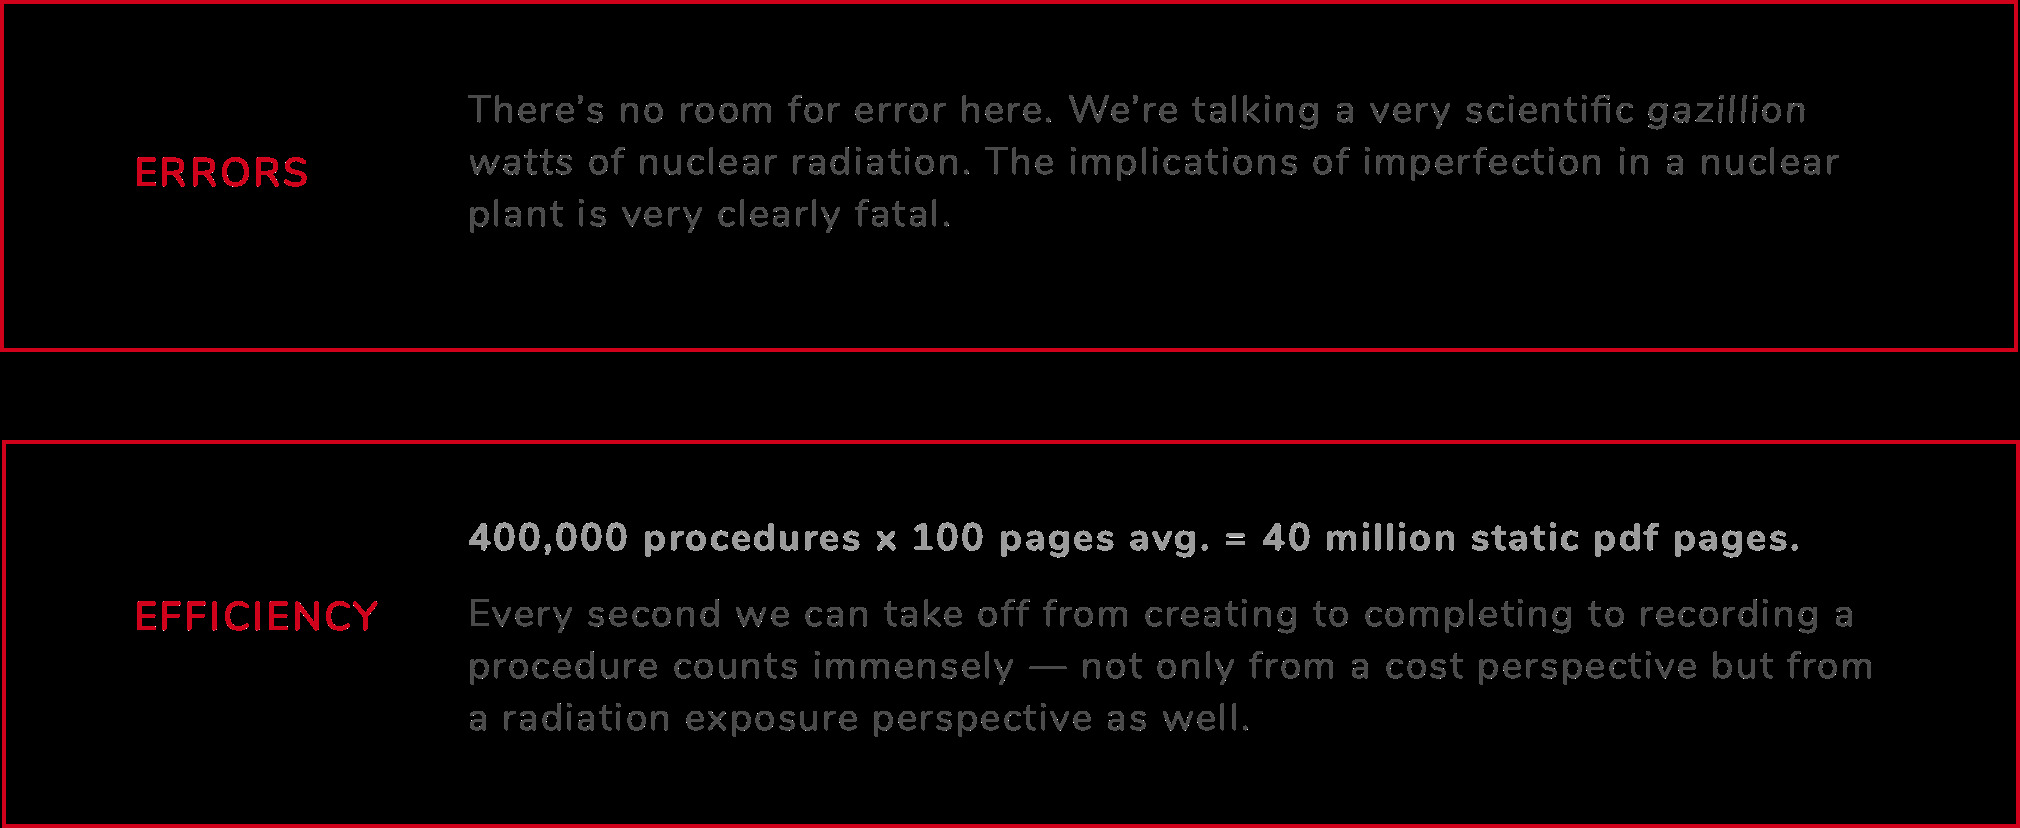 ERRORS
There’s no room for error here. We’re talking a very scientific gazillion
watts of nuclear radiation. The implications of imperfection in a nuclear
plant is very clearly fatal.
EFFICIENCY
400,000 procedures x 100 pages avg. = 40 million static pdf pages.
Every second we can take off from creating to completing to recording a
procedure counts immensely — not only from a cost perspective but from
a radiation exposure perspective as well.